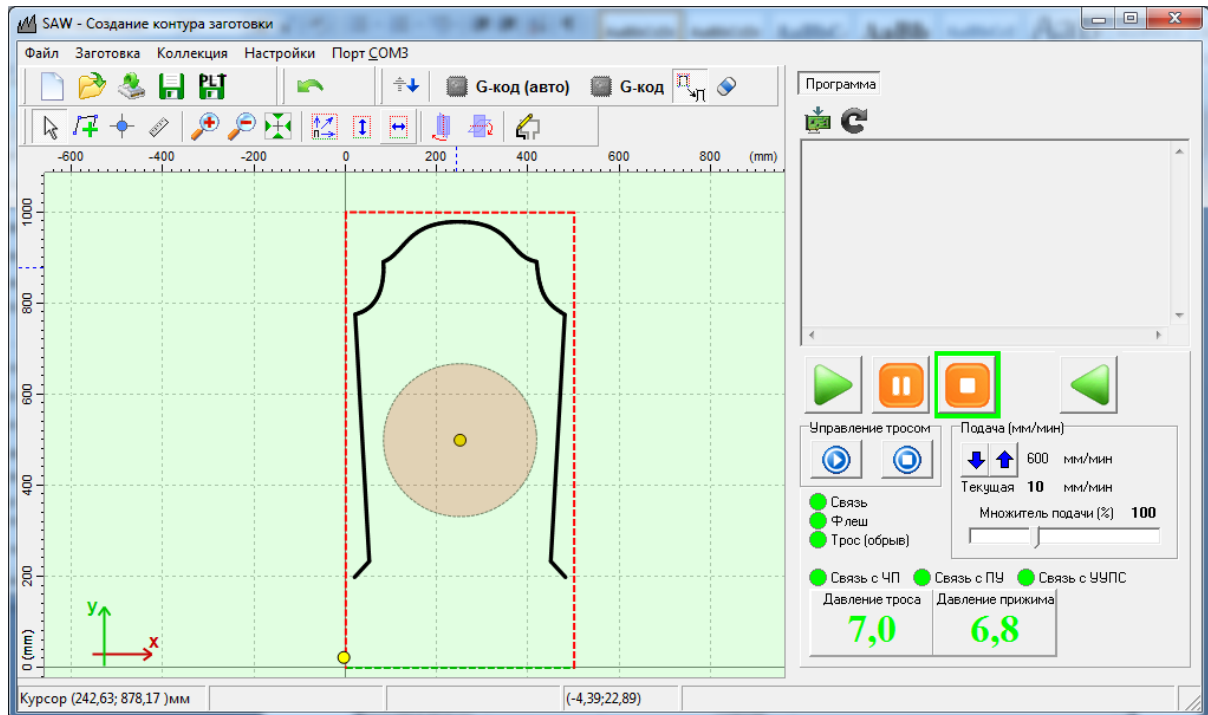 SAW - Создание контура заготовки
Файл Заготовка Коллекция Настройки Порт COM3
PLT G-код (авто) G-код
Программа
-600 -400 -200 0 200 400 600 800 (mm)
1000
800
600
400
200
0 (mm)
y
x
Управление тросом
Подача (мм/мин)
600 мм/мин
Текущая 10 мм/мин
Множитель подачи (%) 100
Связь
Флеш
Трос (обрыв)
Связь с ЧП Связь с ПУ Связь с УУПС
Давление троса Давление прижима
7,0 6,8
Курсор (242,63; 878,17 )мм (-4,39;22,89)